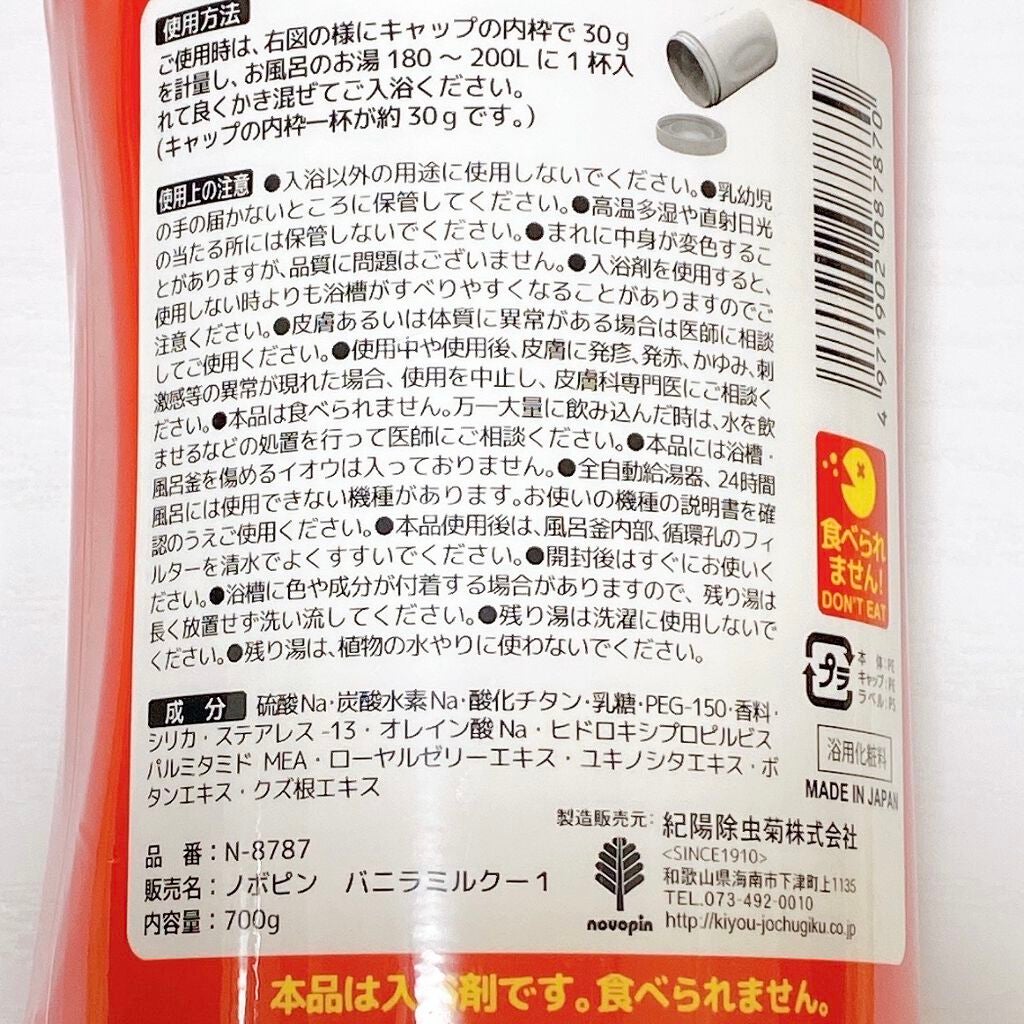 使用方法
ご使用時は、右図の様にキャップの内枠で30g
を計量し、お風呂のお湯180〜200Lに1杯入
れて良くかき混ぜてご入浴ください。
(キャップの内枠一杯が約30gです。)
使用上の注意 ●入浴以外の用途に使用しないでください。●乳幼児
の手の届かないところに保管してください。●高温多湿や直射日光
の当たる所には保管しないでください。●まれに中身が変色するこ
とがありますが、品質に問題はございません。●入浴剤を使用すると、
使用しない時よりも浴槽がすべりやすくなることがありますのでご
注意ください。●皮膚あるいは体質に異常がある場合は医師に相談
してご使用ください。●使用中や使用後、皮膚に発疹、発赤、かゆみ、刺
激感等の異常が現れた場合、使用を中止し、皮膚科専門医にご相談く
ださい。●本品は食べられません。万一大量に飲み込んだ時は、水を飲
ませるなどの処置を行って医師にご相談ください。●本品には浴槽・
風呂釜を傷めるイオウは入っておりません。●全自動給湯器、24時間
風呂には使用できない機種があります。お使いの機種の説明書を確
認のうえご使用ください。●本品使用後は、風呂釜内部、循環孔のフィ
ルターを清水でよくすすいでください。●開封後はすぐにお使いく
ださい。●浴槽に色や成分が付着する場合がありますので、残り湯は
長く放置せず洗い流してください。●残り湯は洗濯に使用しないで
ください。●残り湯は、植物の水やりに使わないでください。
成分 硫酸Na・炭酸水素Na・酸化チタン・乳糖・PEG-150・香料・
シリカ・ステアレス-13・オレイン酸Na・ヒドロキシプロピルビス
パルミタミドMEA・ローヤルゼリーエキス・ユキノシタエキス・ボ
タンエキス・クズ根エキス
品番：N-8787
販売名：ノボピン バニラミルクー1
内容量：700g
製造販売元：紀陽除虫菊株式会社
<SINCE1910>
和歌山県海南市下津町上1135
TEL.073-492-0010
http://kiyou-jochugiku.co.jp
novopin
4 971902 087870
食べられ
ません!
DON'T EAT
プラ
本体:PE
キャップ:PE
ラベル:PS
浴用化粧料
MADE IN JAPAN
本品は入浴剤です。食べられません。